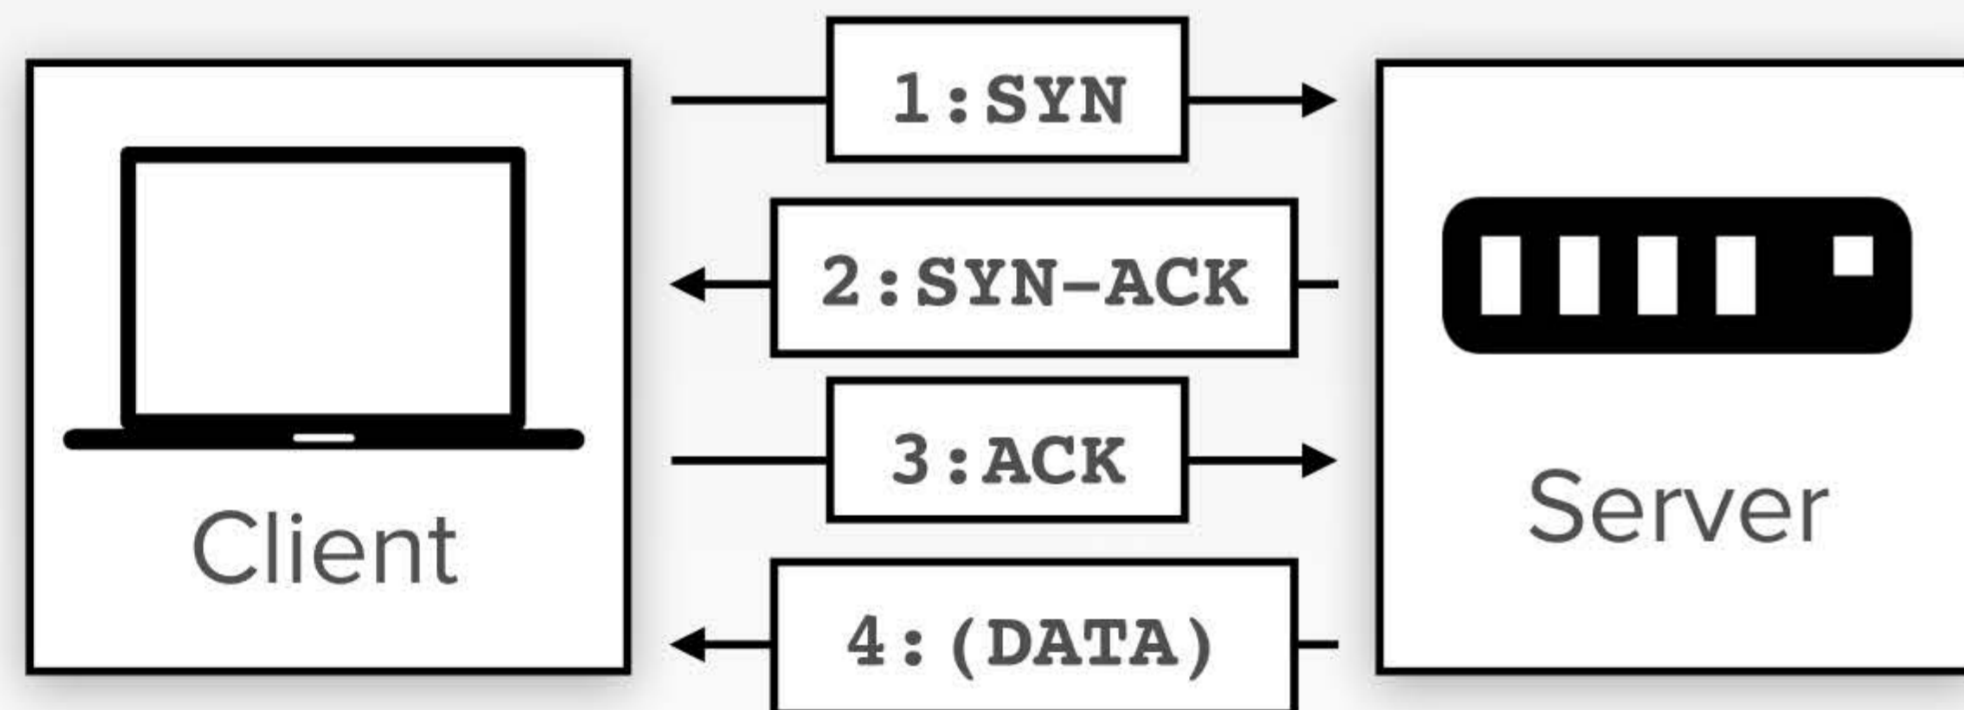 1:SYN
2:SYN-ACK
3:ACK
4:(DATA)
Client
Server